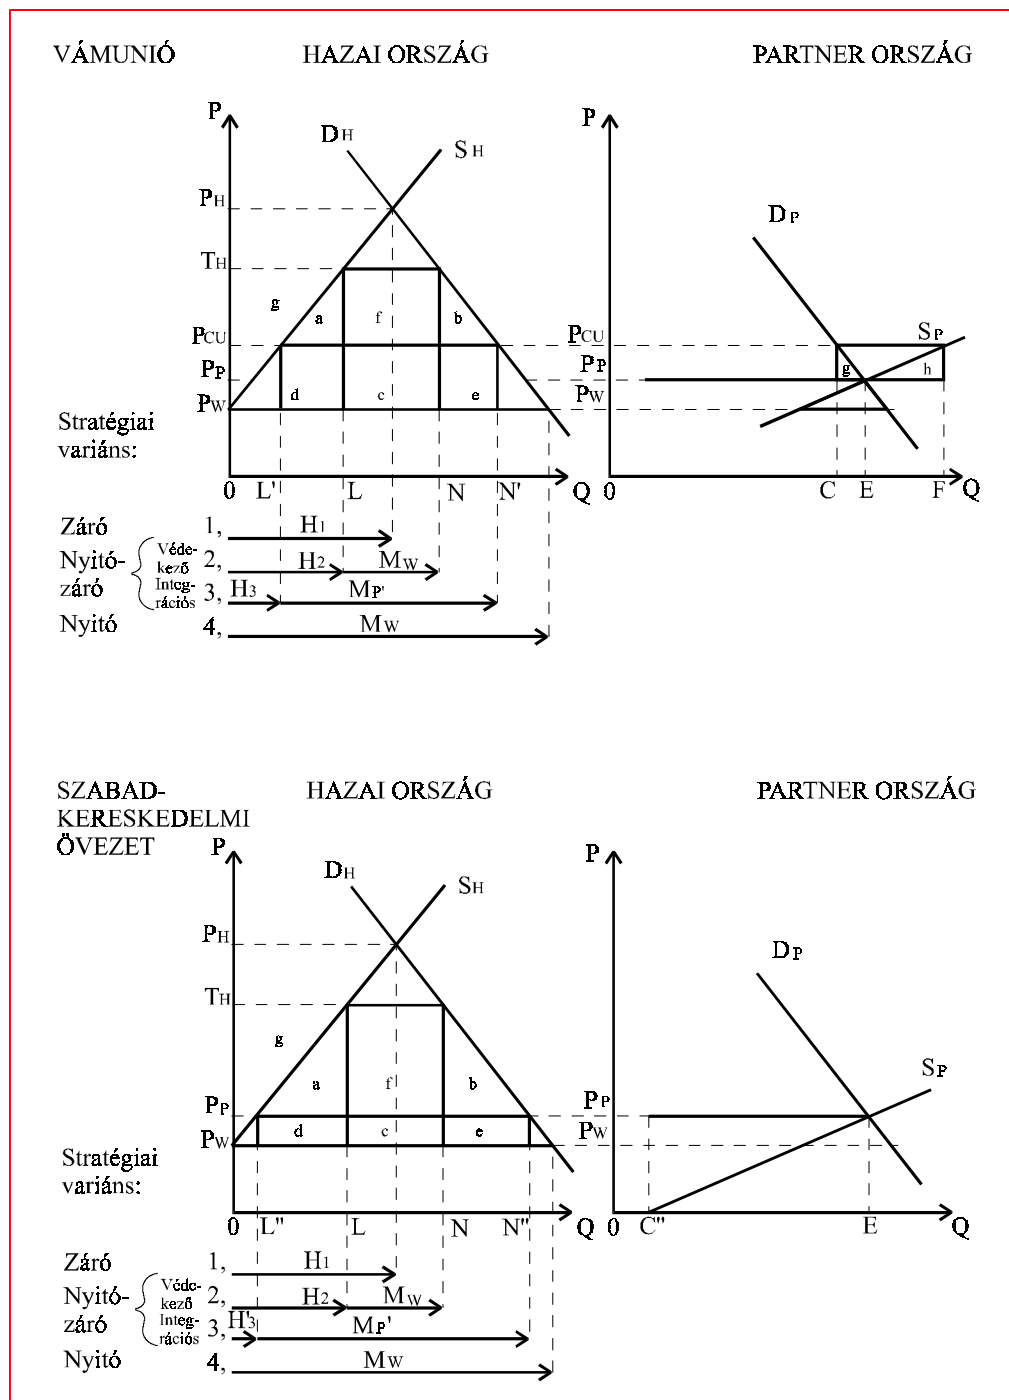 VÁMUNIÓ HAZAI ORSZÁG PARTNER ORSZÁG
P P
DH SH
PH
DP
TH
g a f b
PCU PCU SP
PP PP g h
PW d c e PW
Stratégiai
variáns:
0 L' L N N' Q 0 C E F Q
Záró 1, H1
Nyitó- Véde- 2, H2 MW
kező
záró Integ- 3, H3 MP'
rációs
Nyitó 4, MW
SZABAD- HAZAI ORSZÁG PARTNER ORSZÁG
KERESKEDELMI
ÖVEZET P P
DH SH
PH DP
TH
g
a f b SP
PP PP
PW d c e PW
Stratégiai
variáns:
0 L" L N N" Q 0 C" E Q
Záró 1, H1
Nyitó- Véde- 2, H2 MW
kező
záró Integ- 3, H'3 MP'
rációs
Nyitó 4, MW